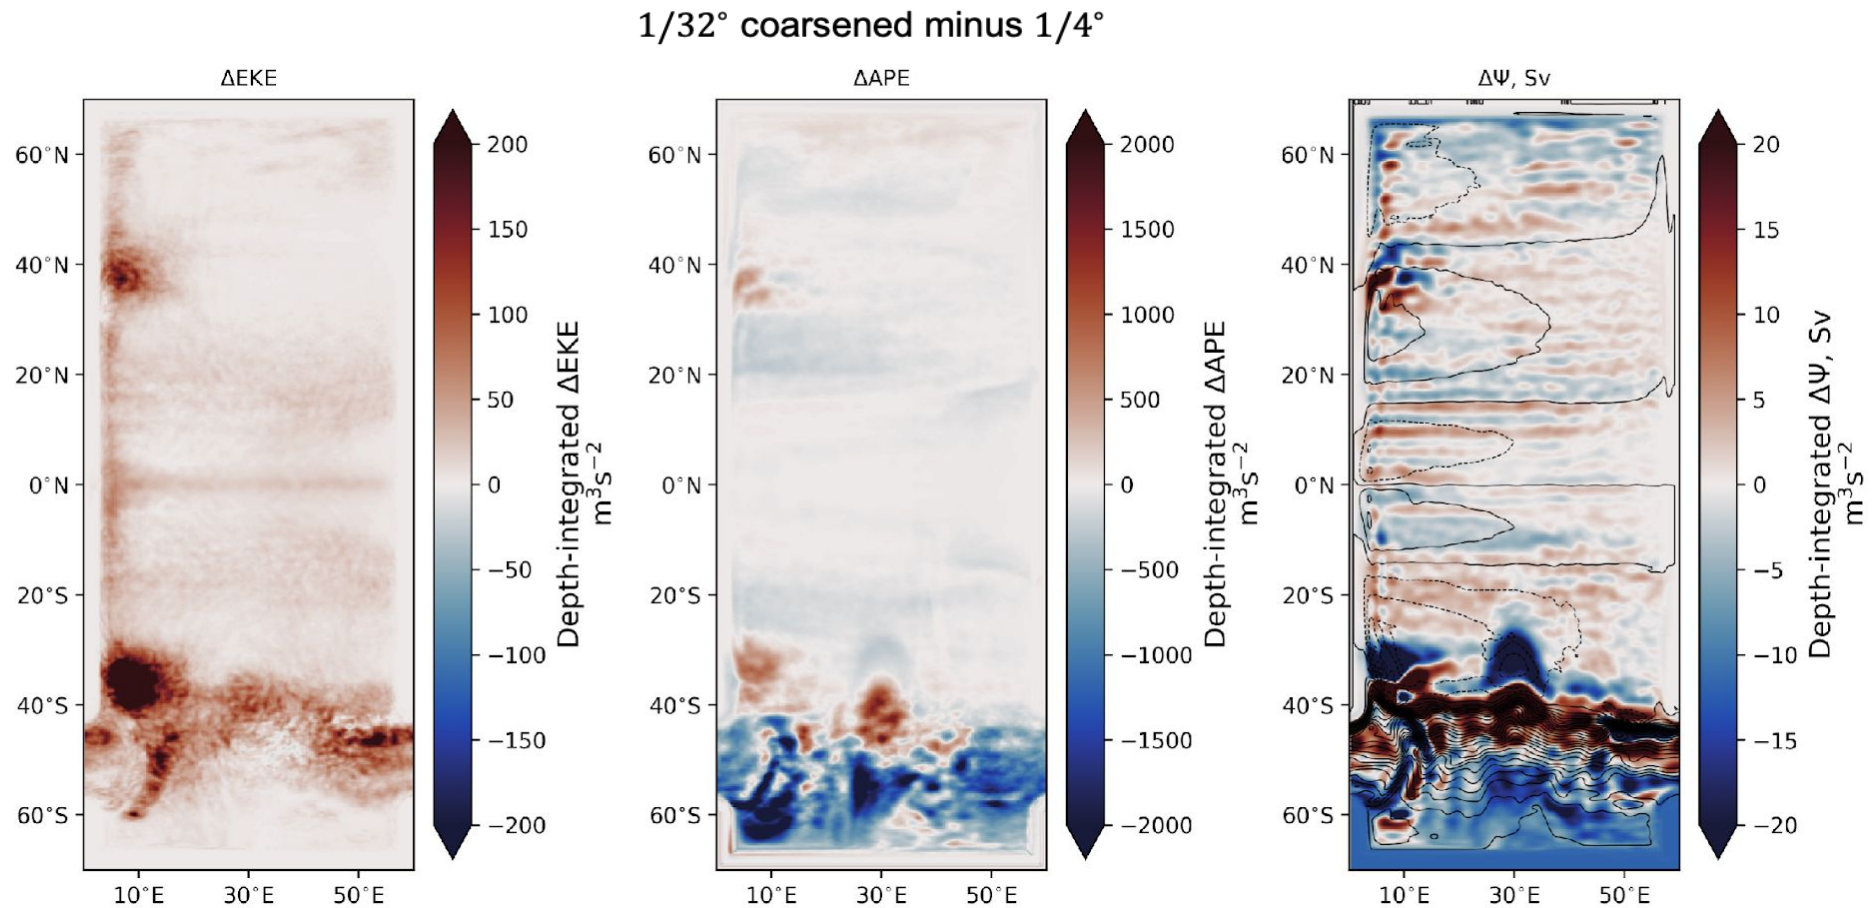 1/32° coarsened minus 1/4°
ΔEKE
60°N
40°N
20°N
0°N
20°S
40°S
60°S
10°E 30°E 50°E
200
150
100
50
0
−50
−100
−150
−200
Depth-integrated ΔEKE
m³s⁻²
ΔAPE
60°N
40°N
20°N
0°N
20°S
40°S
60°S
10°E 30°E 50°E
2000
1500
1000
500
0
−500
−1000
−1500
−2000
Depth-integrated ΔAPE
m³s⁻²
ΔΨ, Sv
60°N
40°N
20°N
0°N
20°S
40°S
60°S
10°E 30°E 50°E
20
15
10
5
0
−5
−10
−15
−20
Depth-integrated ΔΨ, Sv
m³s⁻²